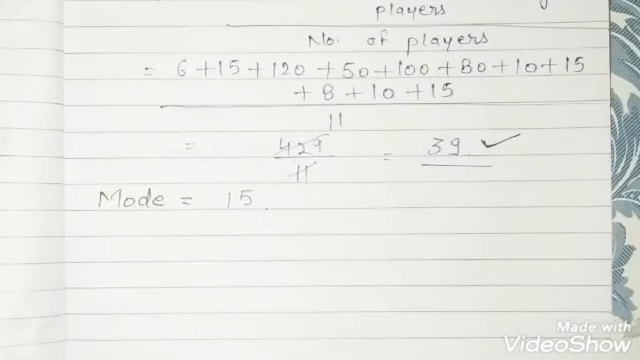 players
No. of players
= 6+15+120+50+100+80+10+15
+8+10+15
11
= 429
11
= 39 ✓
Mode = 15.
Made with
VideoShow